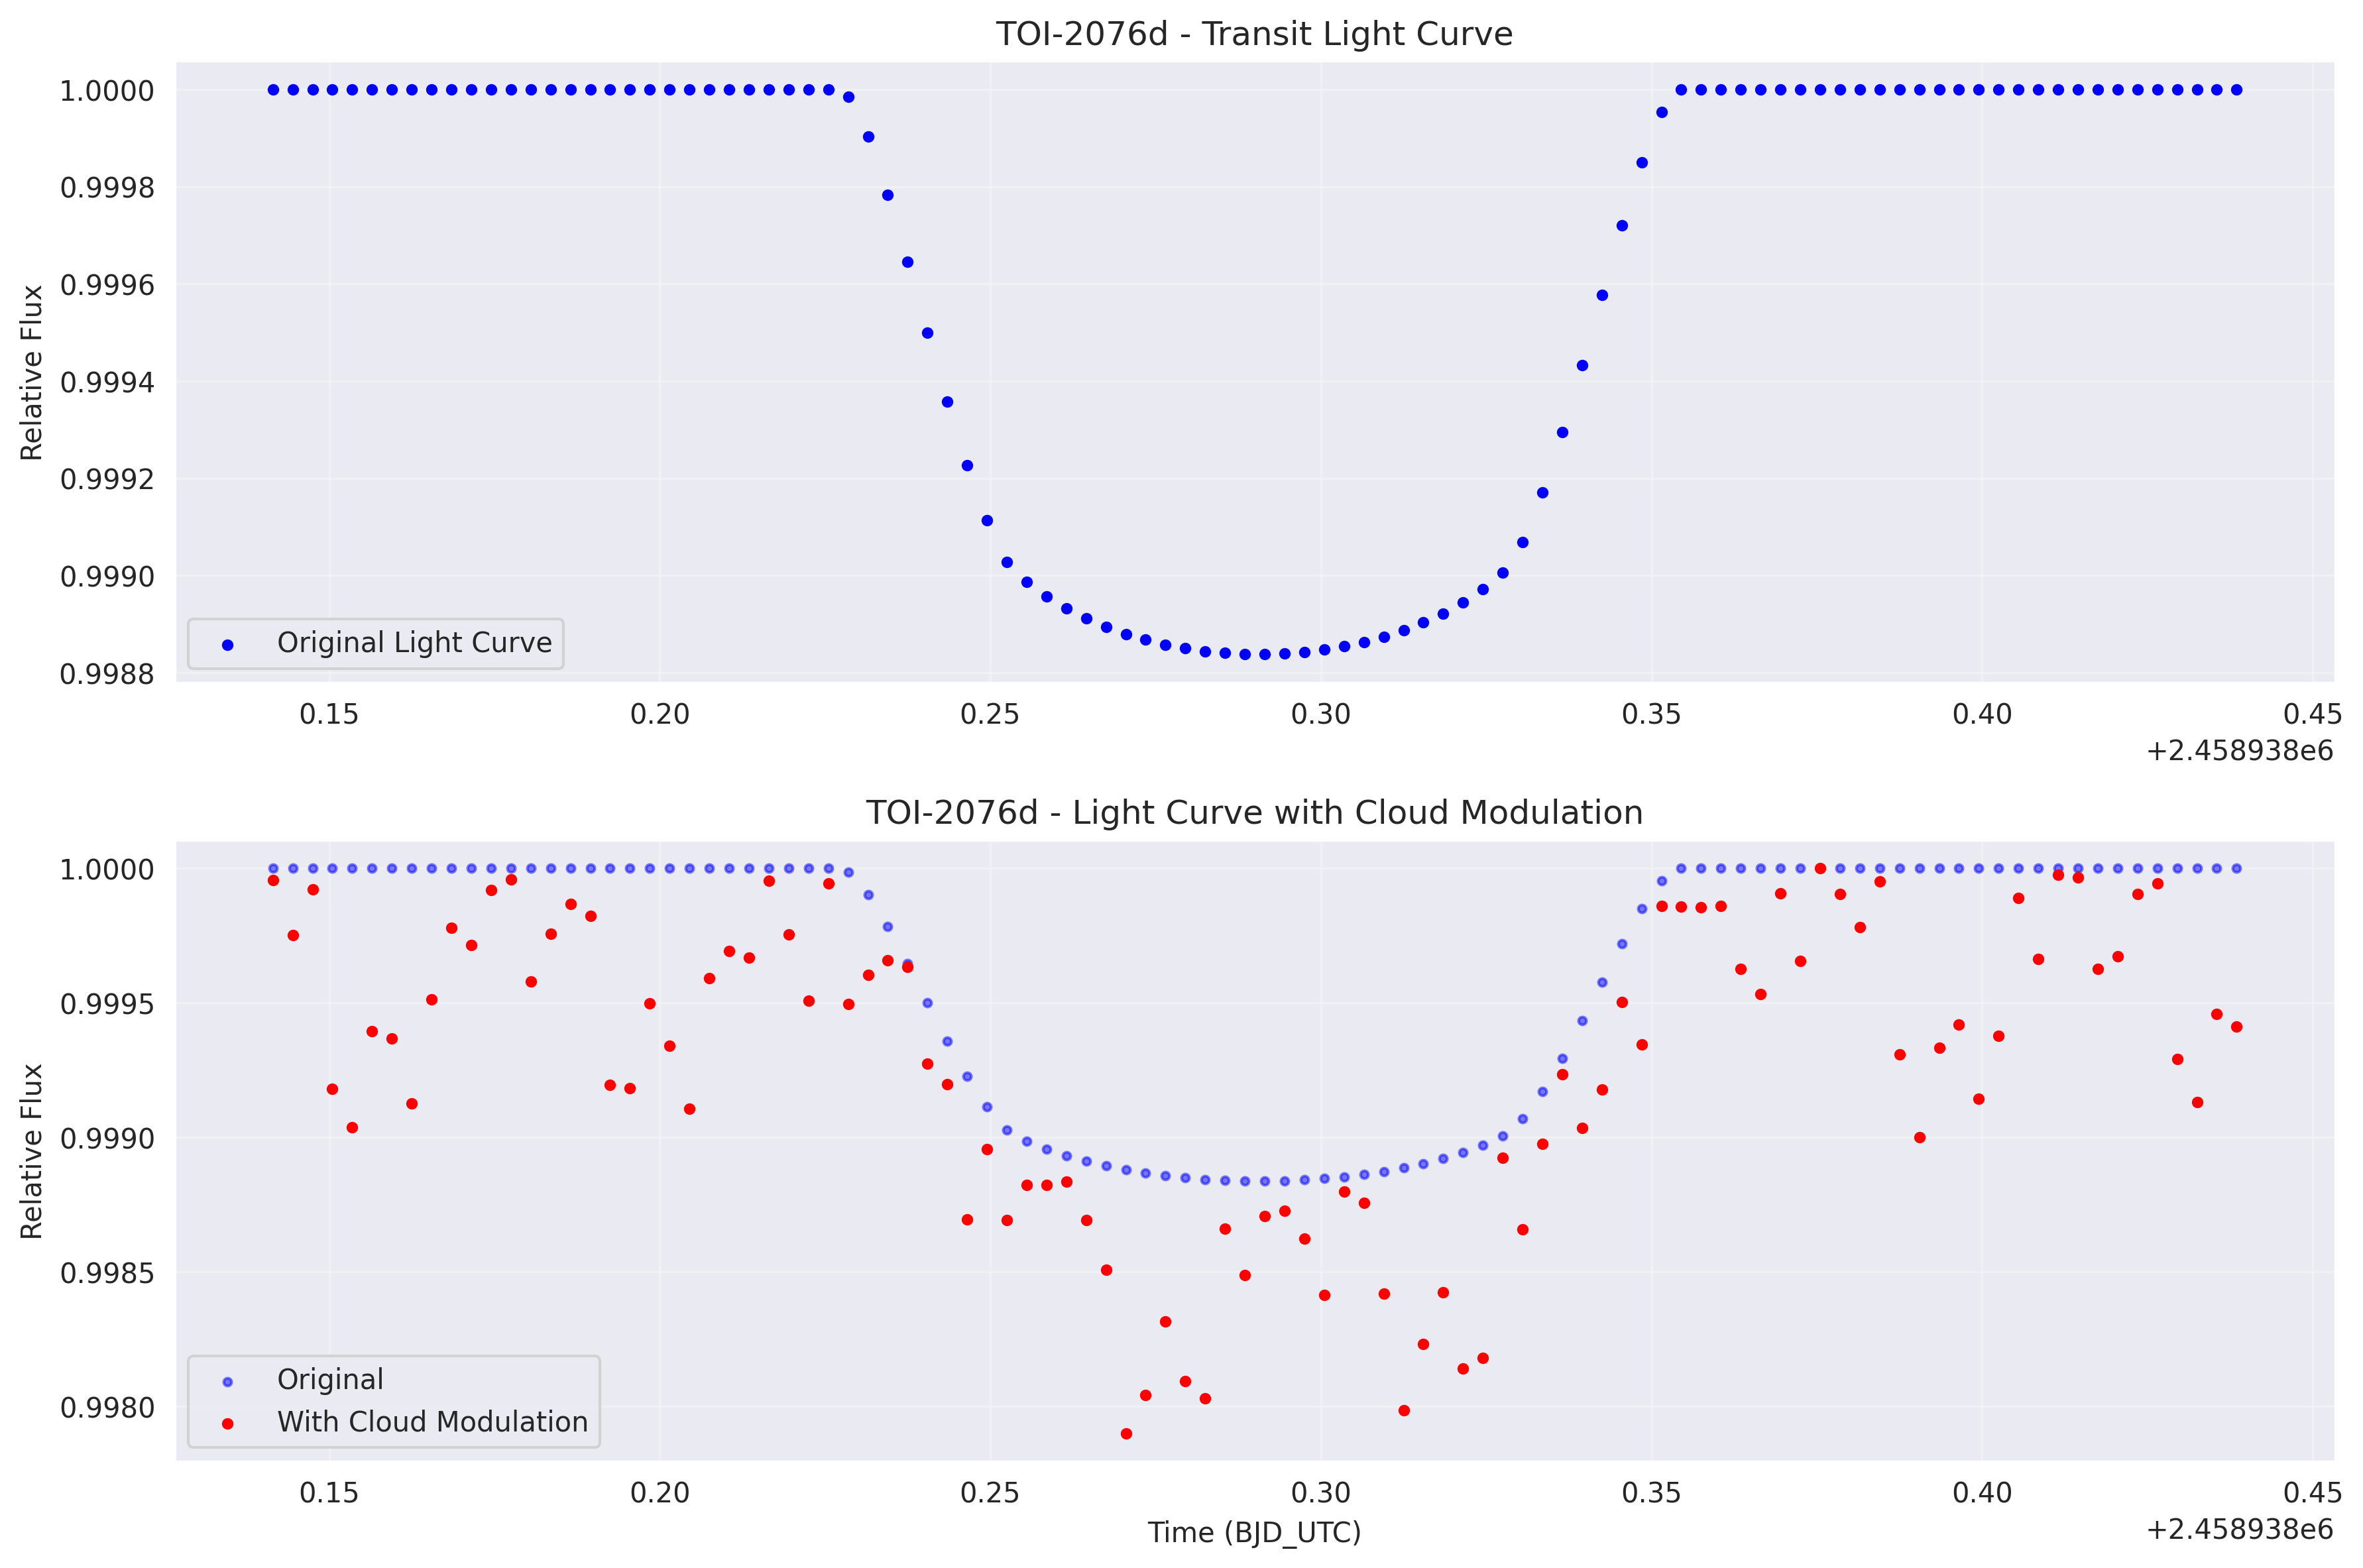 TOI-2076d - Transit Light Curve
1.0000
0.9998
0.9996
0.9994
0.9992
0.9990
0.9988
Relative Flux
Original Light Curve
0.15 0.20 0.25 0.30 0.35 0.40 0.45
+2.458938e6
TOI-2076d - Light Curve with Cloud Modulation
1.0000
0.9995
0.9990
0.9985
0.9980
Relative Flux
Original
With Cloud Modulation
0.15 0.20 0.25 0.30 0.35 0.40 0.45
Time (BJD_UTC)
+2.458938e6